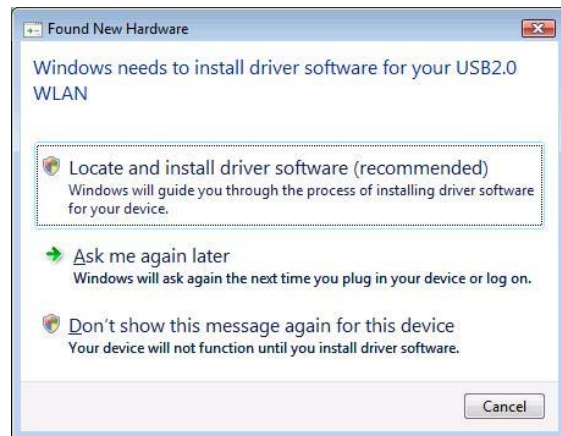 Found New Hardware
Windows needs to install driver software for your USB2.0
WLAN
Locate and install driver software (recommended)
Windows will guide you through the process of installing driver software
for your device.
Ask me again later
Windows will ask again the next time you plug in your device or log on.
Don't show this message again for this device
Your device will not function until you install driver software.
Cancel